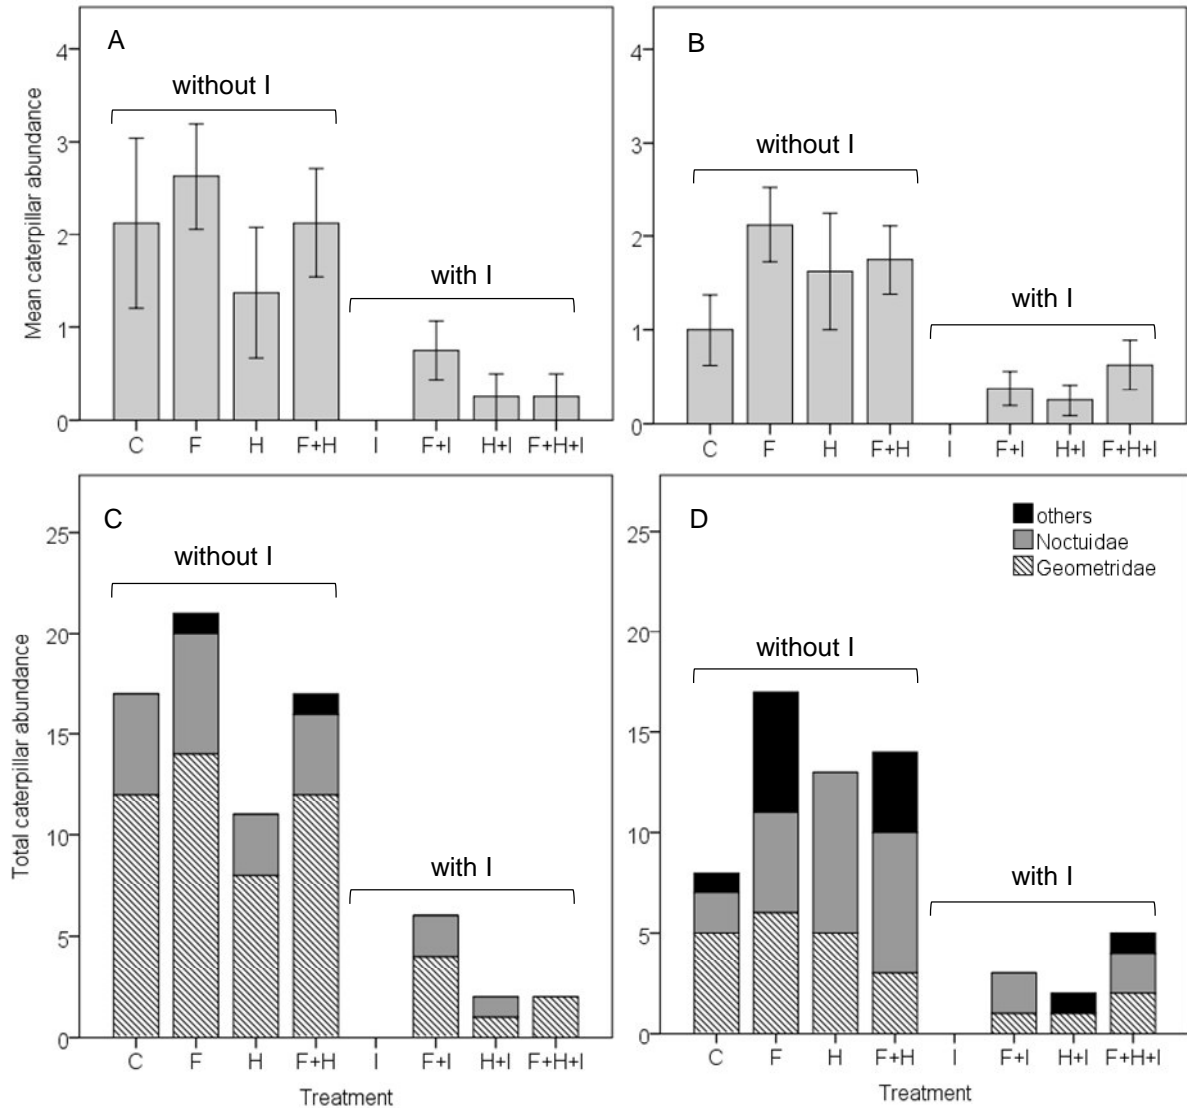 A
without I
with I
Mean caterpillar abundance
4
3
2
1
0
C F H F+H I F+I H+I F+H+I
B
without I
with I
4
3
2
1
0
C F H F+H I F+I H+I F+H+I
C
without I
with I
Total caterpillar abundance
25
20
15
10
5
0
C F H F+H I F+I H+I F+H+I
Treatment
D
others
Noctuidae
Geometridae
without I
with I
25
20
15
10
5
0
C F H F+H I F+I H+I F+H+I
Treatment